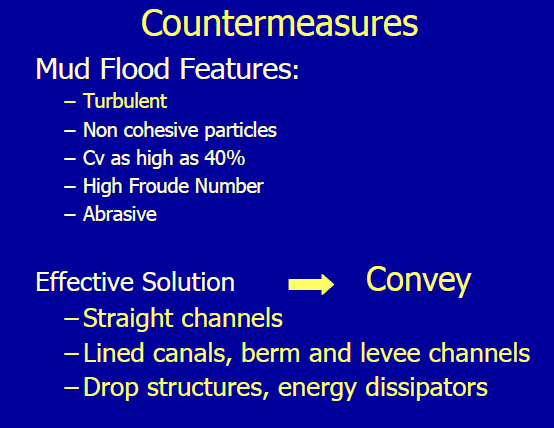 Countermeasures
Mud Flood Features:
– Turbulent
– Non cohesive particles
– Cv as high as 40%
– High Froude Number
– Abrasive
Effective Solution Convey
– Straight channels
– Lined canals, berm and levee channels
– Drop structures, energy dissipators